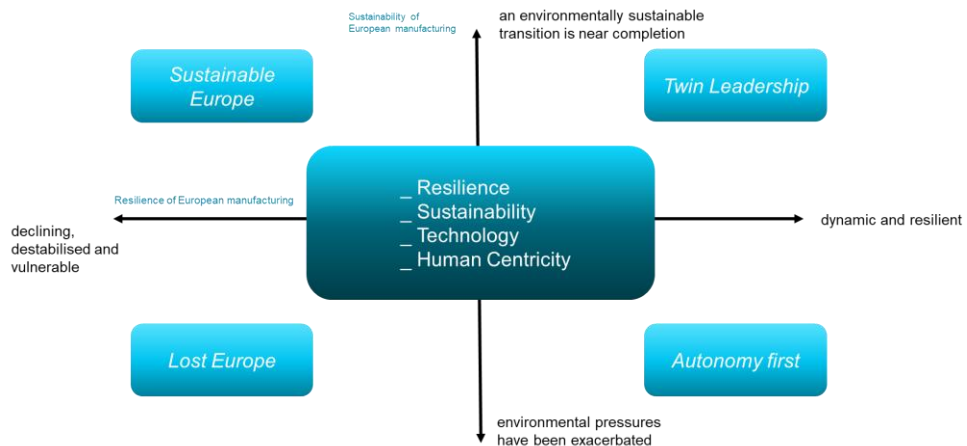 Sustainability of
European manufacturing
an environmentally sustainable
transition is near completion
Sustainable
Europe
Twin Leadership
_ Resilience
_ Sustainability
_ Technology
_ Human Centricity
Resilience of European manufacturing
declining,
destabilised and
vulnerable
dynamic and resilient
Lost Europe
Autonomy first
environmental pressures
have been exacerbated